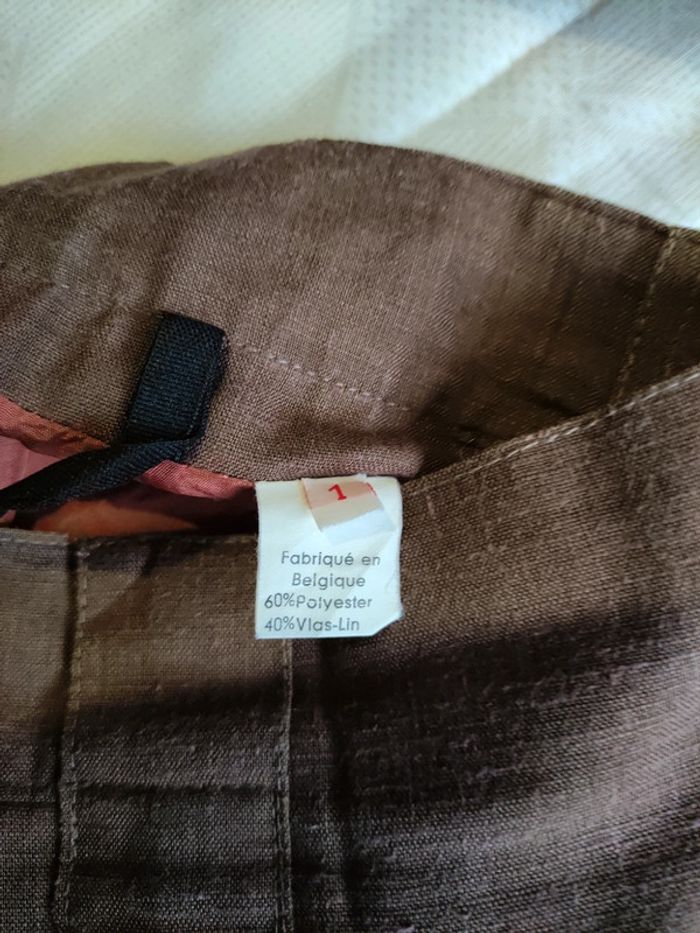 1
Fabriqué en
Belgique
60%Polyester
40%Vlas-Lin